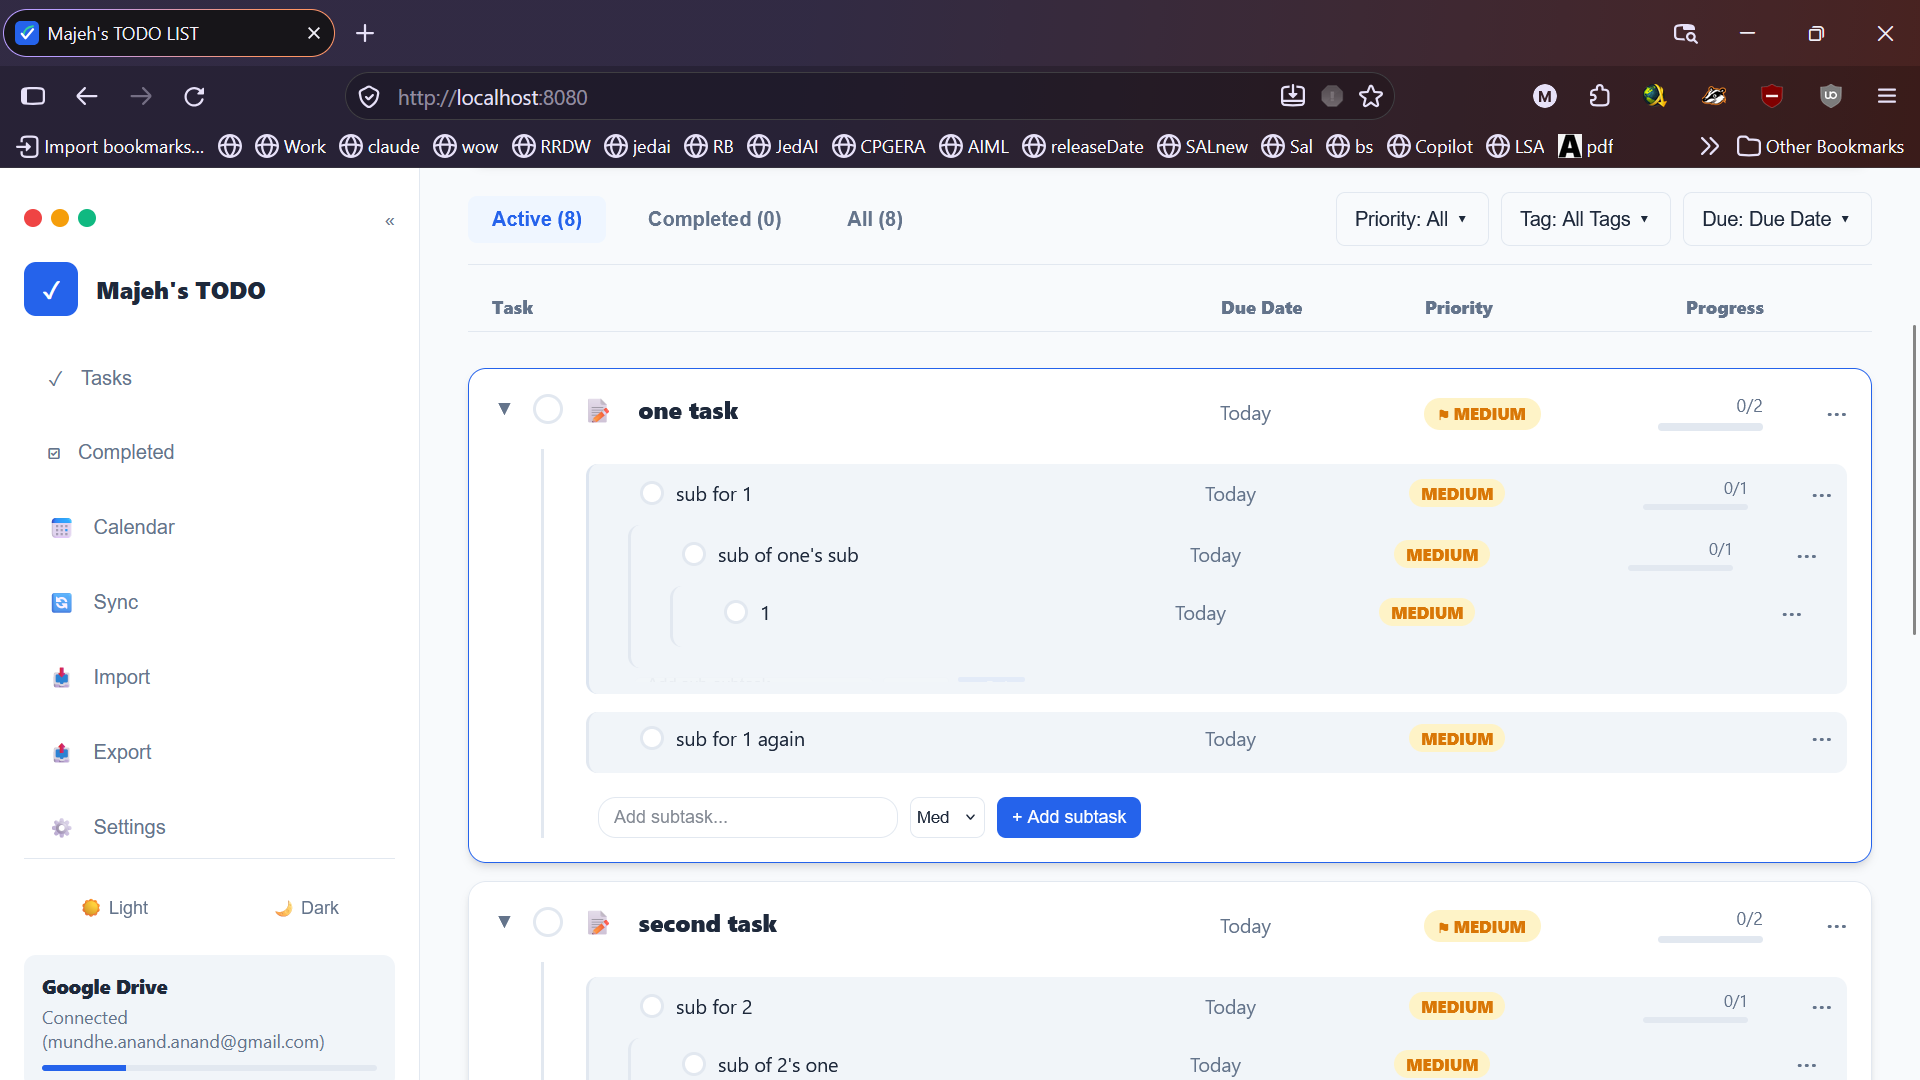 Majeh's TODO LIST
http://localhost:8080
M
Import bookmarks... Work claude wow RRDW jedai RB JedAI CPGERA AIML releaseDate SALnew Sal bs Copilot LSA pdf Other Bookmarks
«
Majeh's TODO
Tasks
Completed
Calendar
Sync
Import
Export
Settings
Light Dark
Google Drive
Connected
(mundhe.anand.anand@gmail.com)
Active (8) Completed (0) All (8) Priority: All Tag: All Tags Due: Due Date
Task Due Date Priority Progress
one task Today MEDIUM 0/2 ...
sub for 1 Today MEDIUM 0/1 ...
sub of one's sub Today MEDIUM 0/1 ...
1 Today MEDIUM ...
sub for 1 again Today MEDIUM ...
Add subtask... Med + Add subtask
second task Today MEDIUM 0/2 ...
sub for 2 Today MEDIUM 0/1 ...
sub of 2's one Today MEDIUM ...